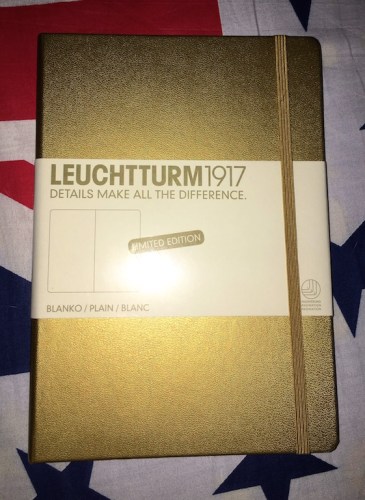 LEUCHTTURM1917
DETAILS MAKE ALL THE DIFFERENCE.
LIMITED EDITION
BLANKO / PLAIN / BLANC